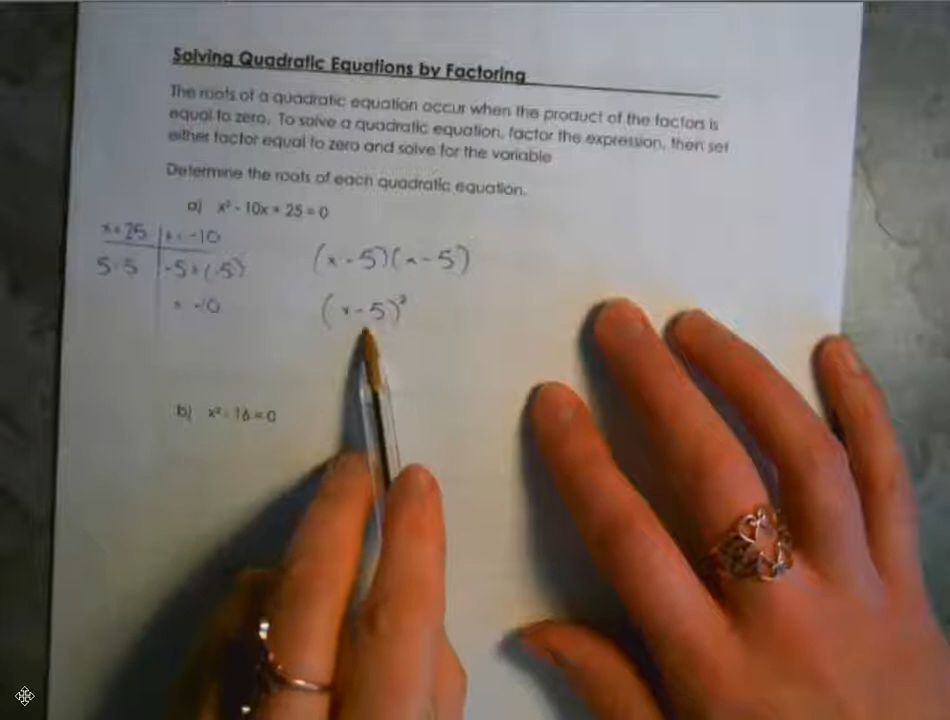 Solving Quadratic Equations by Factoring
The roots of a quadratic equation occur when the product of the factors is
equal to zero. To solve a quadratic equation, factor the expression, then set
either factor equal to zero and solve for the variable
Determine the roots of each quadratic equation.
a) x² - 10x + 25 = 0
x = 25 + = -10
5·5 -5 + (-5)
= -10
(x - 5)(x - 5)
(x - 5)²
b) x² - 16 = 0